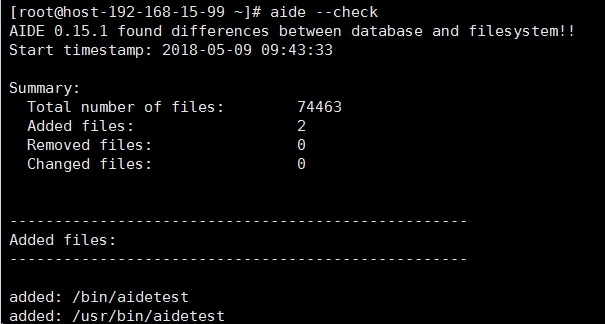 [root@host-192-168-15-99 ~]# aide --check
AIDE 0.15.1 found differences between database and filesystem!!
Start timestamp: 2018-05-09 09:43:33
Summary:
Total number of files: 74463
Added files: 2
Removed files: 0
Changed files: 0
---------------------------------------------------
Added files:
---------------------------------------------------
added: /bin/aidetest
added: /usr/bin/aidetest